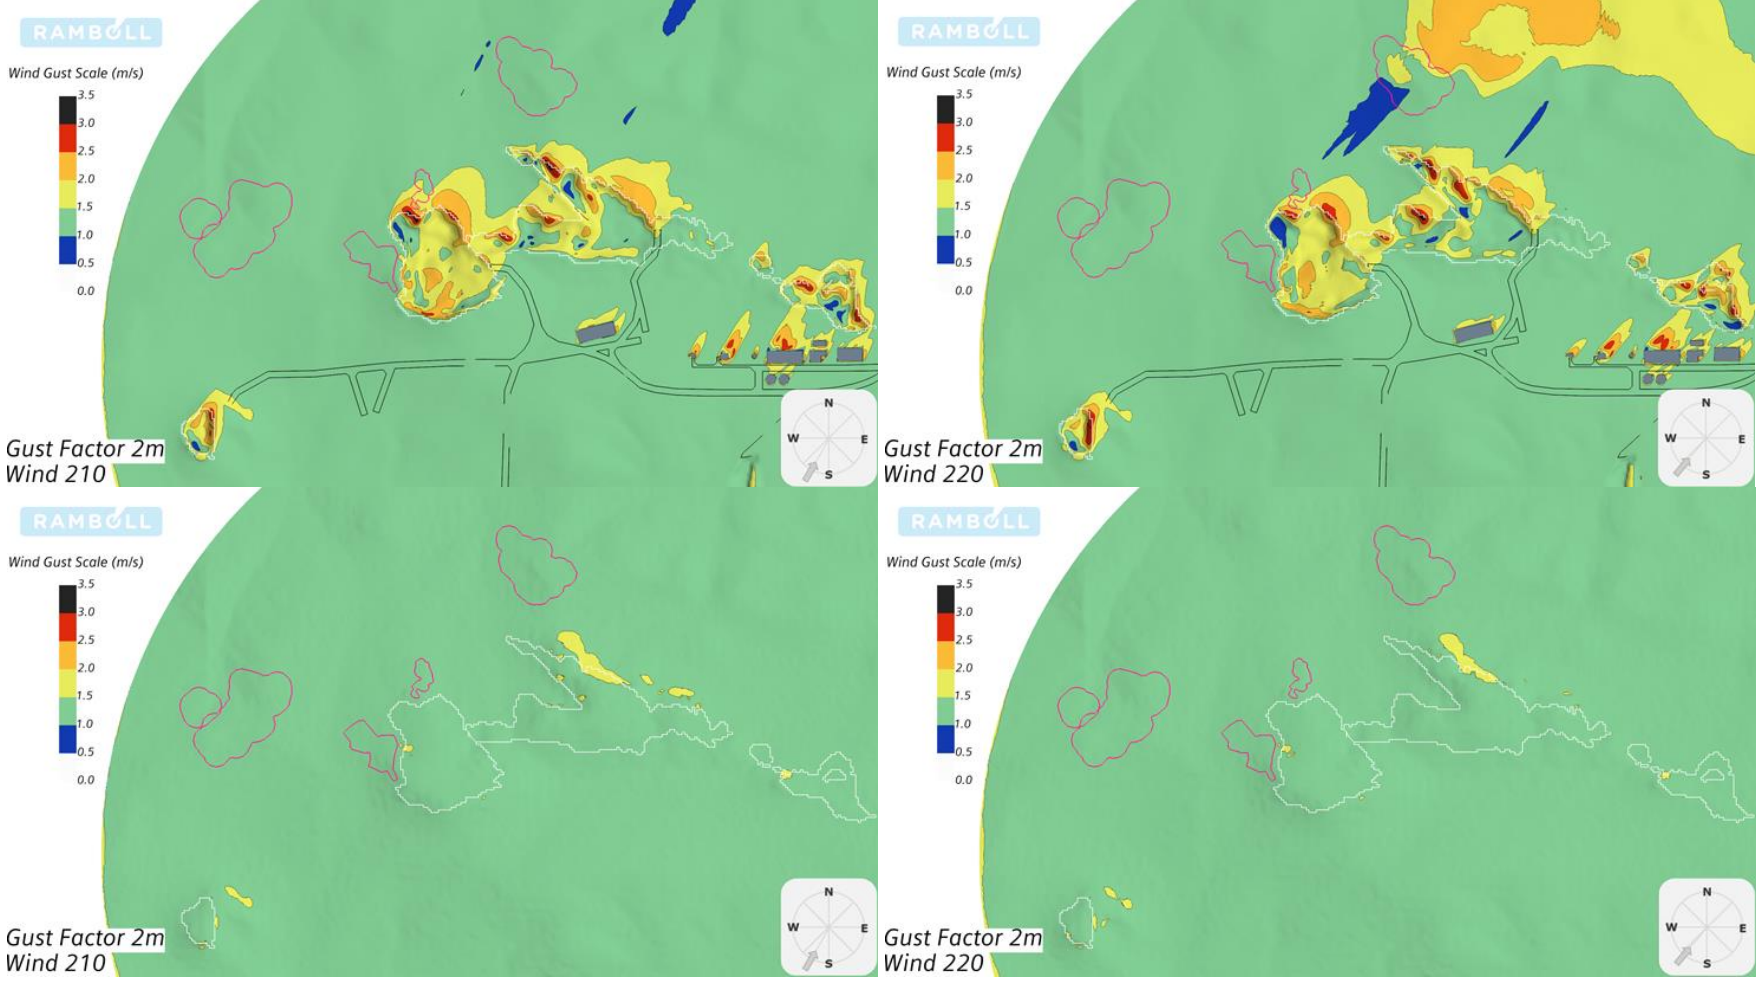 RAMBOLL
Wind Gust Scale (m/s)
3.5
3.0
2.5
2.0
1.5
1.0
0.5
0.0
Gust Factor 2m
Wind 210
N
W
E
S
RAMBOLL
Wind Gust Scale (m/s)
3.5
3.0
2.5
2.0
1.5
1.0
0.5
0.0
Gust Factor 2m
Wind 220
N
W
E
S
RAMBOLL
Wind Gust Scale (m/s)
3.5
3.0
2.5
2.0
1.5
1.0
0.5
0.0
Gust Factor 2m
Wind 210
N
W
E
S
RAMBOLL
Wind Gust Scale (m/s)
3.5
3.0
2.5
2.0
1.5
1.0
0.5
0.0
Gust Factor 2m
Wind 220
N
W
E
S